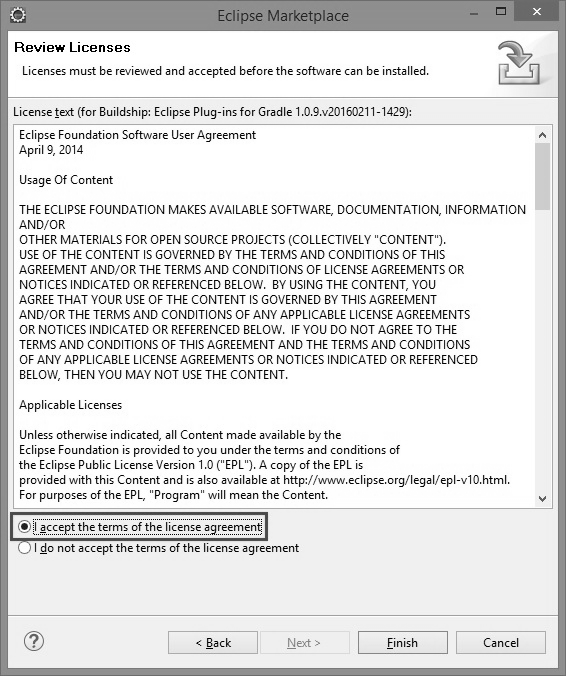 Eclipse Marketplace
Review Licenses
Licenses must be reviewed and accepted before the software can be installed.
License text (for Buildship: Eclipse Plug-ins for Gradle 1.0.9.v20160211-1429):
Eclipse Foundation Software User Agreement
April 9, 2014
Usage Of Content
THE ECLIPSE FOUNDATION MAKES AVAILABLE SOFTWARE, DOCUMENTATION, INFORMATION
AND/OR
OTHER MATERIALS FOR OPEN SOURCE PROJECTS (COLLECTIVELY "CONTENT").
USE OF THE CONTENT IS GOVERNED BY THE TERMS AND CONDITIONS OF THIS
AGREEMENT AND/OR THE TERMS AND CONDITIONS OF LICENSE AGREEMENTS OR
NOTICES INDICATED OR REFERENCED BELOW.  BY USING THE CONTENT, YOU
AGREE THAT YOUR USE OF THE CONTENT IS GOVERNED BY THIS AGREEMENT
AND/OR THE TERMS AND CONDITIONS OF ANY APPLICABLE LICENSE AGREEMENTS
OR NOTICES INDICATED OR REFERENCED BELOW.  IF YOU DO NOT AGREE TO THE
TERMS AND CONDITIONS OF THIS AGREEMENT AND THE TERMS AND CONDITIONS
OF ANY APPLICABLE LICENSE AGREEMENTS OR NOTICES INDICATED OR REFERENCED
BELOW, THEN YOU MAY NOT USE THE CONTENT.
Applicable Licenses
Unless otherwise indicated, all Content made available by the
Eclipse Foundation is provided to you under the terms and conditions of
the Eclipse Public License Version 1.0 ("EPL"). A copy of the EPL is
provided with this Content and is also available at http://www.eclipse.org/legal/epl-v10.html.
For purposes of the EPL, "Program" will mean the Content.
I accept the terms of the license agreement
I do not accept the terms of the license agreement
? < Back Next > Finish Cancel